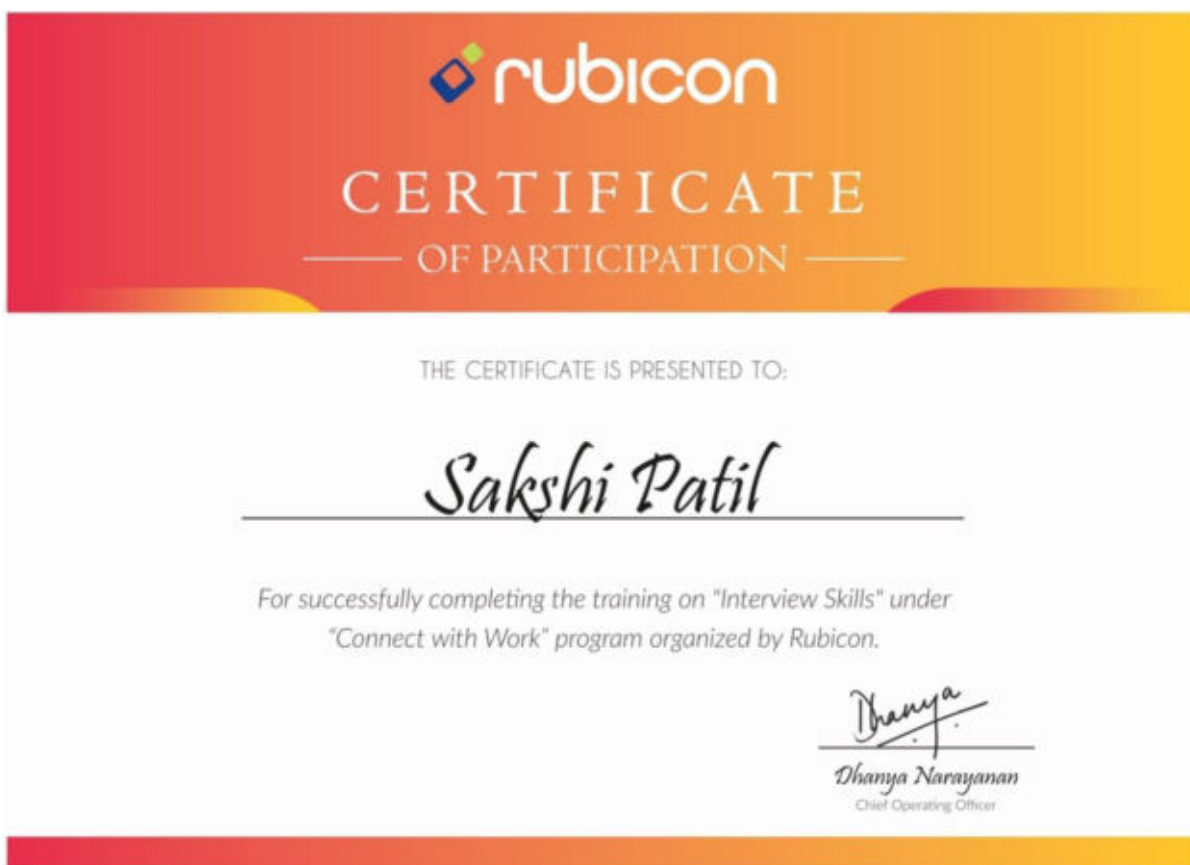 rubicon
CERTIFICATE
OF PARTICIPATION
THE CERTIFICATE IS PRESENTED TO:
Sakshi Patil
For successfully completing the training on "Interview Skills" under
"Connect with Work" program organized by Rubicon.
Dhanya
Dhanya Narayanan
Chief Operating Officer